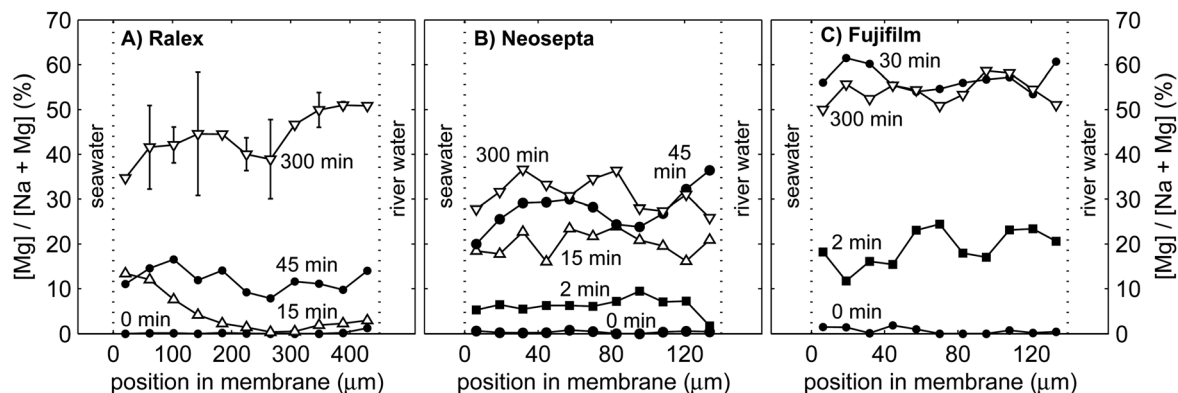 A) Ralex
B) Neosepta
C) Fujifilm
[Mg] / [Na + Mg] (%)
70
60
50
40
30
20
10
0
seawater
river water
300 min
45 min
15 min
0 min
0 100 200 300 400
position in membrane (μm)
seawater
river water
300 min
45
min
15 min
2 min
0 min
0 40 80 120
position in membrane (μm)
seawater
river water
30 min
300 min
2 min
0 min
0 40 80 120
position in membrane (μm)
70
60
50
40
30
20
10
0
[Mg] / [Na + Mg] (%)